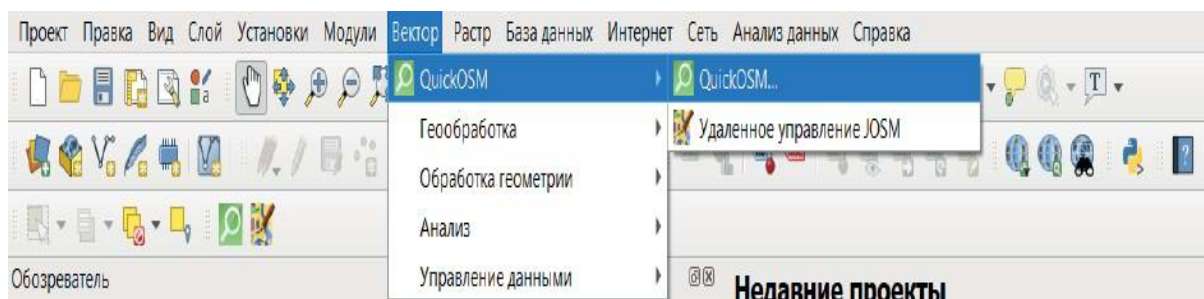 Проект Правка Вид Слой Установки Модули Вектор Растр База данных Интернет Сеть Анализ данных Справка
QuickOSM
QuickOSM...
Геообработка
Удаленное управление JOSM
Обработка геометрии
Анализ
Управление данными
Обозреватель
Недавние проекты